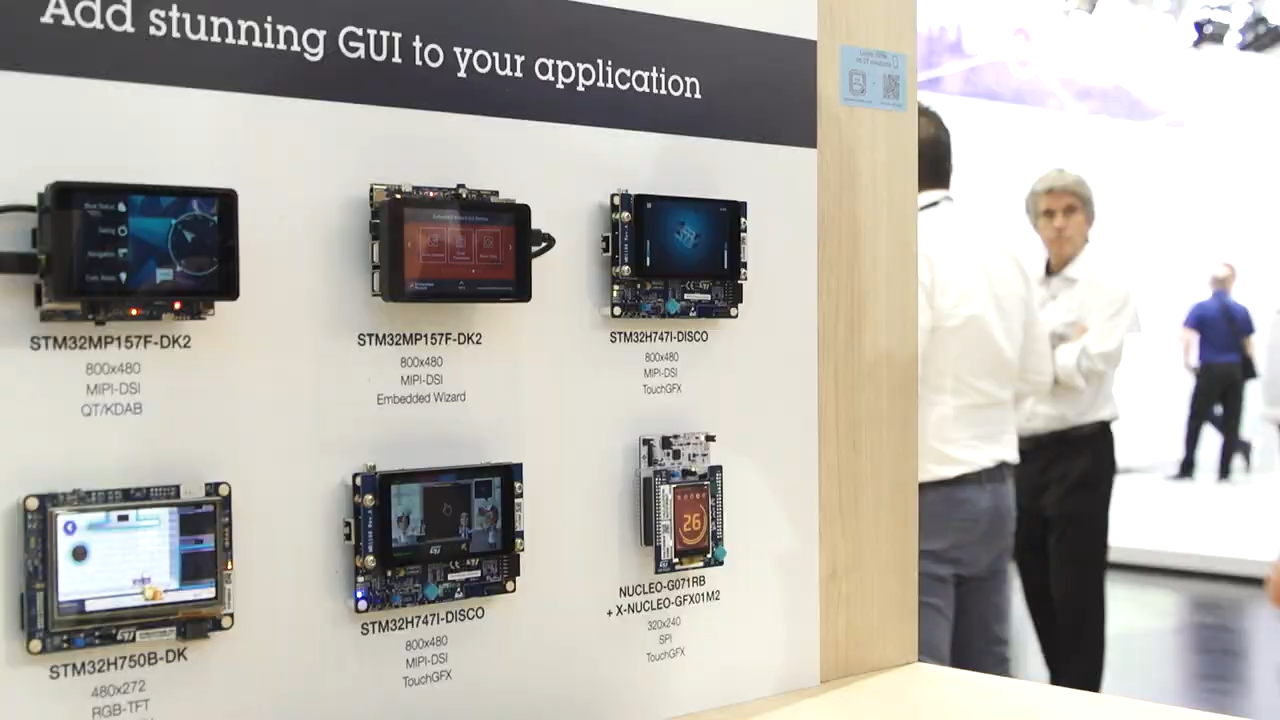 Add stunning GUI to your application
STM32MP157F-DK2
800x480
MIPI-DSI
QT/KDAB
STM32MP157F-DK2
800x480
MIPI-DSI
Embedded Wizard
STM32H747I-DISCO
800x480
MIPI-DSI
TouchGFX
STM32H750B-DK
480x272
RGB-TFT
STM32H747I-DISCO
800x480
MIPI-DSI
TouchGFX
26
NUCLEO-G071RB
+ X-NUCLEO-GFX01M2
320x240
SPI
TouchGFX